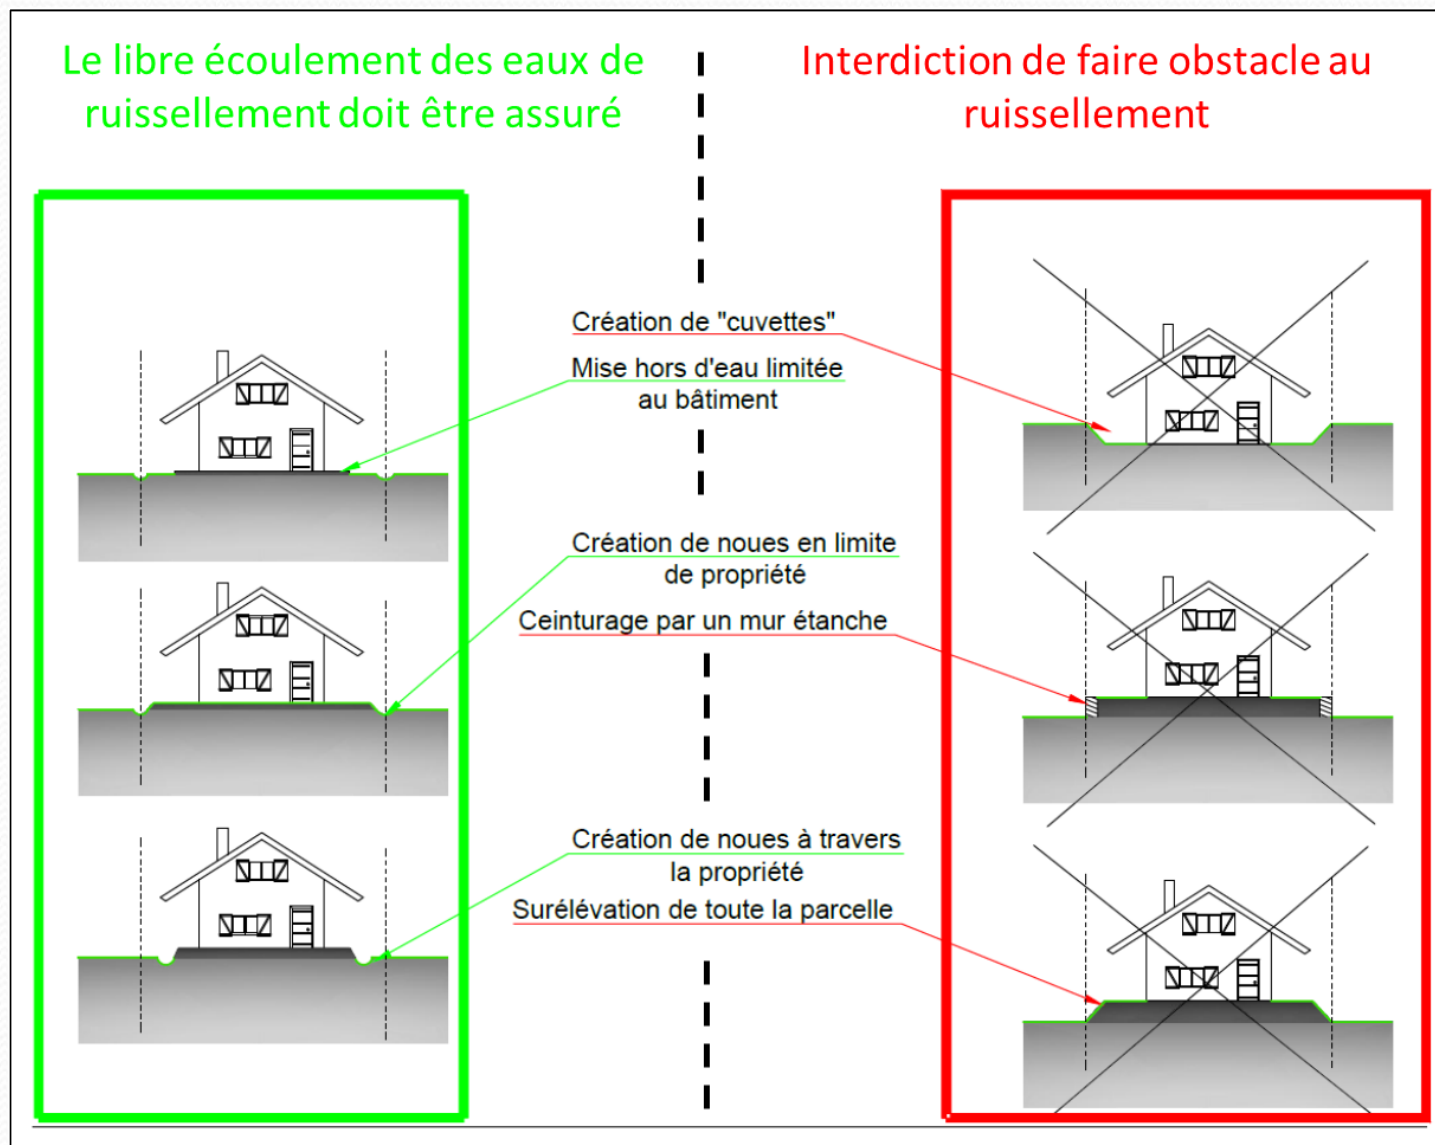 Le libre écoulement des eaux de
ruissellement doit être assuré
Interdiction de faire obstacle au
ruissellement
Création de "cuvettes"
Mise hors d'eau limitée
au bâtiment
Création de noues en limite
de propriété
Ceinturage par un mur étanche
Création de noues à travers
la propriété
Surélévation de toute la parcelle